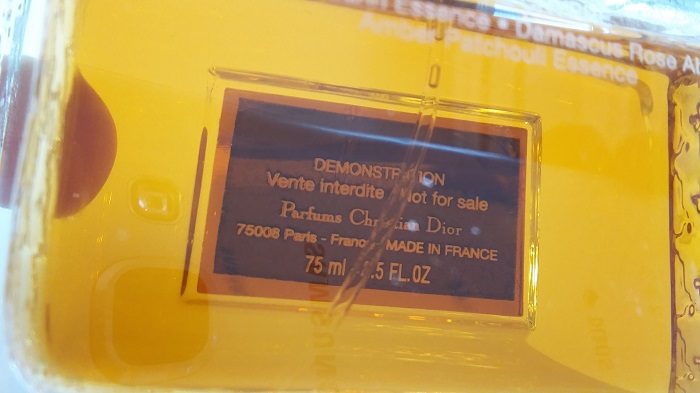 Essence • Damascus Rose
Amber Patchouli Essence
DEMONSTRATION
Vente interdite / Not for sale
Parfums Christian Dior
75008 Paris - France MADE IN FRANCE
75 ml 2.5 FL.OZ